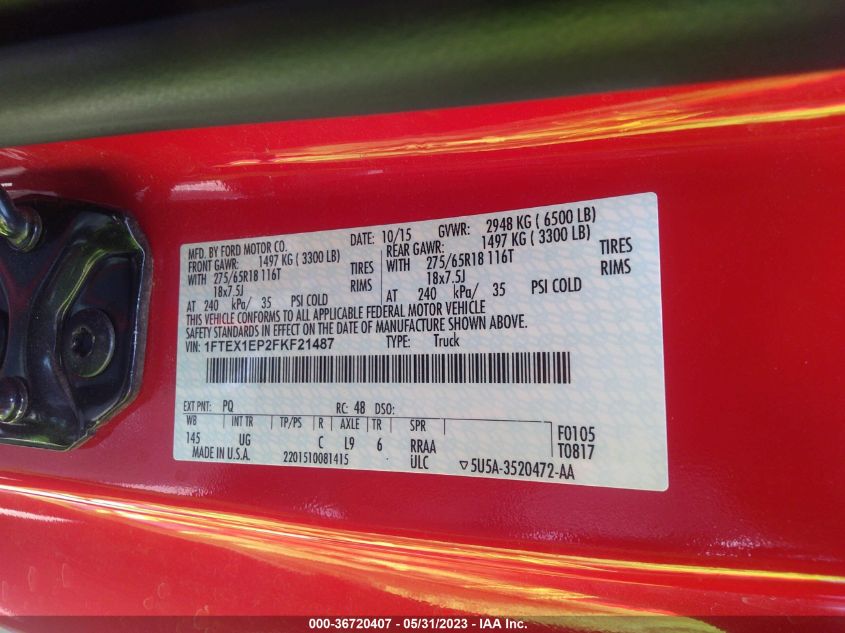 MFD. BY FORD MOTOR CO.
DATE: 10/15 GVWR: 2948 KG ( 6500 LB)
FRONT GAWR: 1497 KG ( 3300 LB) REAR GAWR: 1497 KG ( 3300 LB)
WITH 275/65R18 116T TIRES WITH 275/65R18 116T TIRES
18x7.5J RIMS 18x7.5J RIMS
AT 240 kPa/ 35 PSI COLD AT 240 kPa/ 35 PSI COLD
THIS VEHICLE CONFORMS TO ALL APPLICABLE FEDERAL MOTOR VEHICLE
SAFETY STANDARDS IN EFFECT ON THE DATE OF MANUFACTURE SHOWN ABOVE.
VIN: 1FTEX1EP2FKF21487 TYPE: Truck
EXT PNT: PQ RC: 48 DSO:
WB INT TR TP/PS R AXLE TR SPR
145 UG C L9 6 RRAA
F0105
T0817
MADE IN U.S.A. 2201510081415 ULC ▽5U5A-3520472-AA
000-36720407 - 05/31/2023 - IAA Inc.